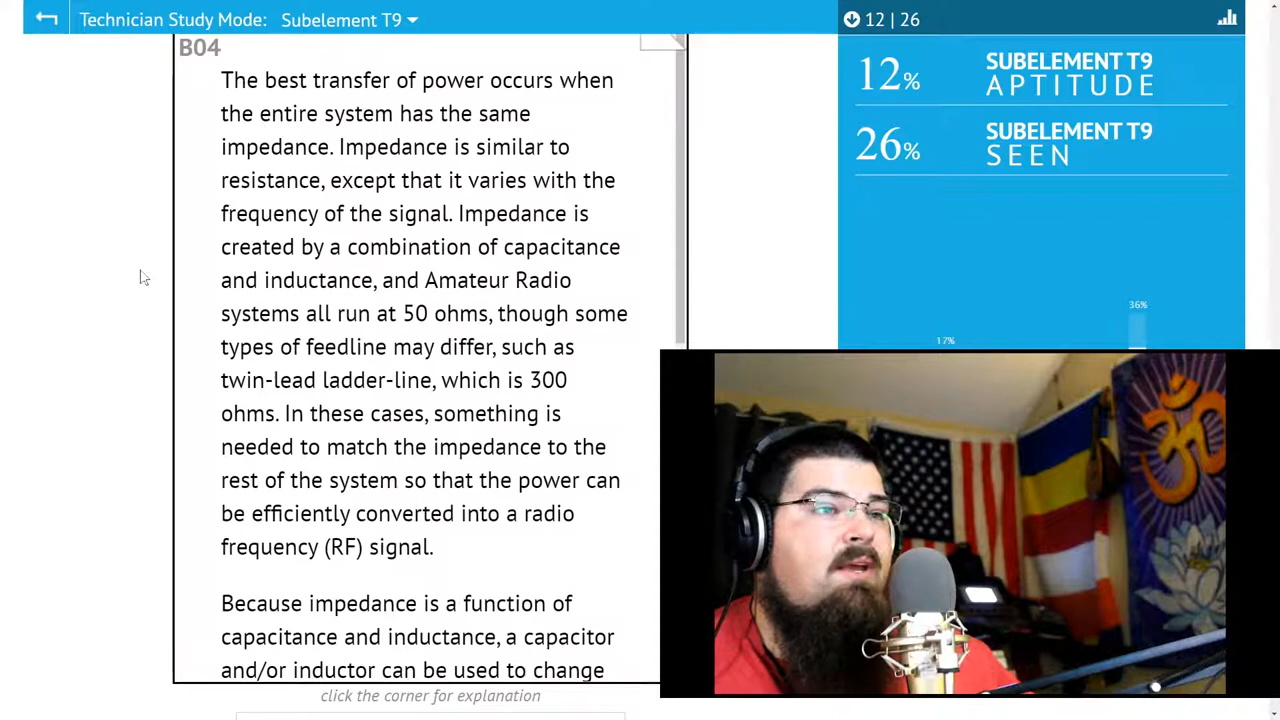 Technician Study Mode: Subelement T9
12 | 26
B04
The best transfer of power occurs when
the entire system has the same
impedance. Impedance is similar to
resistance, except that it varies with the
frequency of the signal. Impedance is
created by a combination of capacitance
and inductance, and Amateur Radio
systems all run at 50 ohms, though some
types of feedline may differ, such as
twin-lead ladder-line, which is 300
ohms. In these cases, something is
needed to match the impedance to the
rest of the system so that the power can
be efficiently converted into a radio
frequency (RF) signal.
Because impedance is a function of
capacitance and inductance, a capacitor
and/or inductor can be used to change
click the corner for explanation
12% SUBELEMENT T9
APTITUDE
26% SUBELEMENT T9
SEEN
36%
17%
ॐ